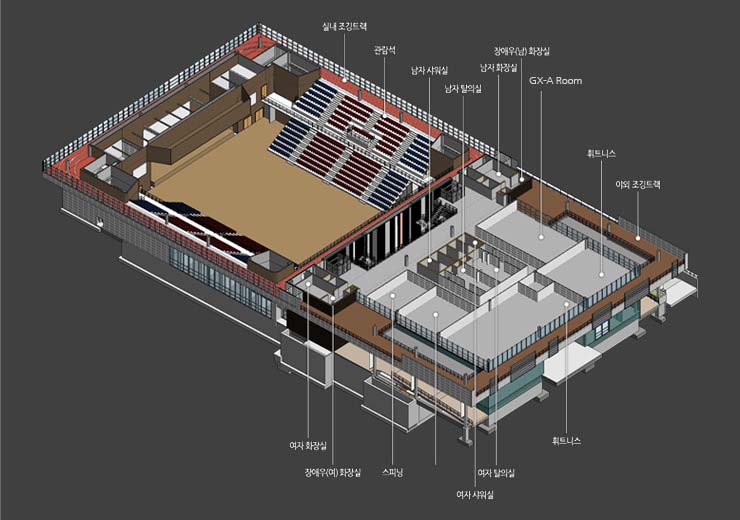 실내 조깅트랙
관람석
장애우(남) 화장실
남자 샤워실
남자 화장실
GX-A Room
남자 탈의실
휘트니스
야외 조깅트랙
여자 화장실
장애우(여) 화장실
스피닝
여자 탈의실
휘트니스
여자 샤워실